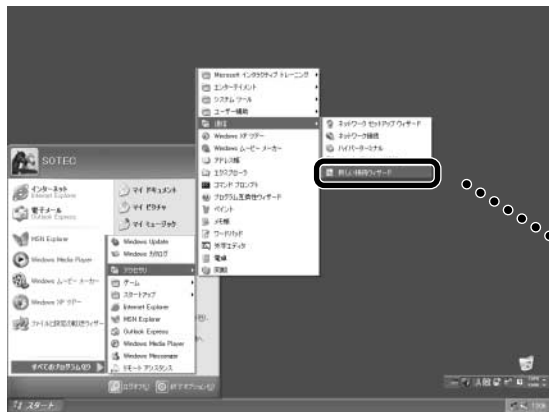 SOTEC
インターネット
Internet Explorer
電子メール
Outlook Express
MSN Explorer
Windows Media Player
Windows ムービー メーカー
Windows XP ツアー
ファイルと設定の転送ウィザー
すべてのプログラム(P)
マイ ドキュメント
マイ ピクチャ
マイ ミュージック
Windows Update
Windows カタログ
アクセサリ
ゲーム
スタートアップ
Internet Explorer
MSN Explorer
Outlook Express
Windows Media Player
Windows Messenger
リモート アシスタンス
Microsoft インタラクティブ トレーニング
エンターテイメント
システム ツール
ユーザー補助
通信
Windows XP ツアー
Windows ムービー メーカー
アドレス帳
エクスプローラ
コマンド プロンプト
プログラム互換性ウィザード
ペイント
メモ帳
ワードパッド
外字エディタ
電卓
同期
ネットワーク セットアップ ウィザード
ネットワーク接続
ハイパーターミナル
新しい接続ウィザード
ログオフ(L)
終了オプション(U)
スタート